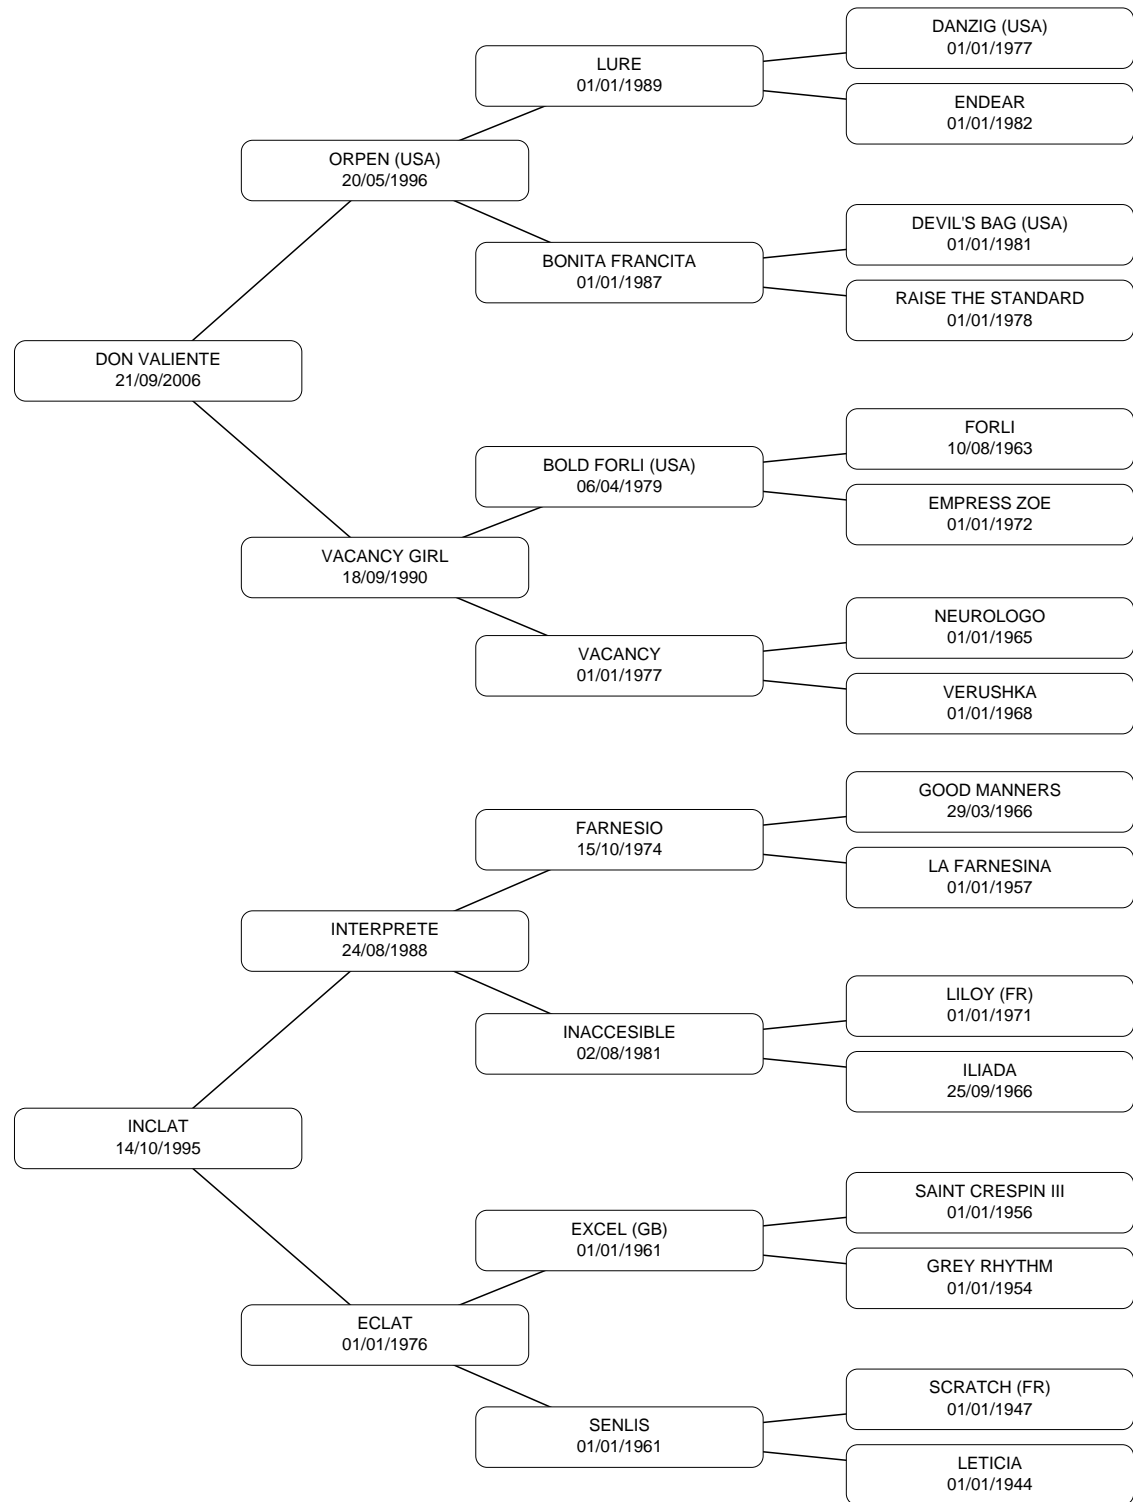 DANZIG (USA)
01/01/1977
LURE
01/01/1989
ENDEAR
01/01/1982
ORPEN (USA)
20/05/1996
DEVIL'S BAG (USA)
01/01/1981
BONITA FRANCITA
01/01/1987
RAISE THE STANDARD
01/01/1978
DON VALIENTE
21/09/2006
FORLI
10/08/1963
BOLD FORLI (USA)
06/04/1979
EMPRESS ZOE
01/01/1972
VACANCY GIRL
18/09/1990
NEUROLOGO
01/01/1965
VACANCY
01/01/1977
VERUSHKA
01/01/1968
GOOD MANNERS
29/03/1966
FARNESIO
15/10/1974
LA FARNESINA
01/01/1957
INTERPRETE
24/08/1988
LILOY (FR)
01/01/1971
INACCESIBLE
02/08/1981
ILIADA
25/09/1966
INCLAT
14/10/1995
SAINT CRESPIN III
01/01/1956
EXCEL (GB)
01/01/1961
GREY RHYTHM
01/01/1954
ECLAT
01/01/1976
SCRATCH (FR)
01/01/1947
SENLIS
01/01/1961
LETICIA
01/01/1944